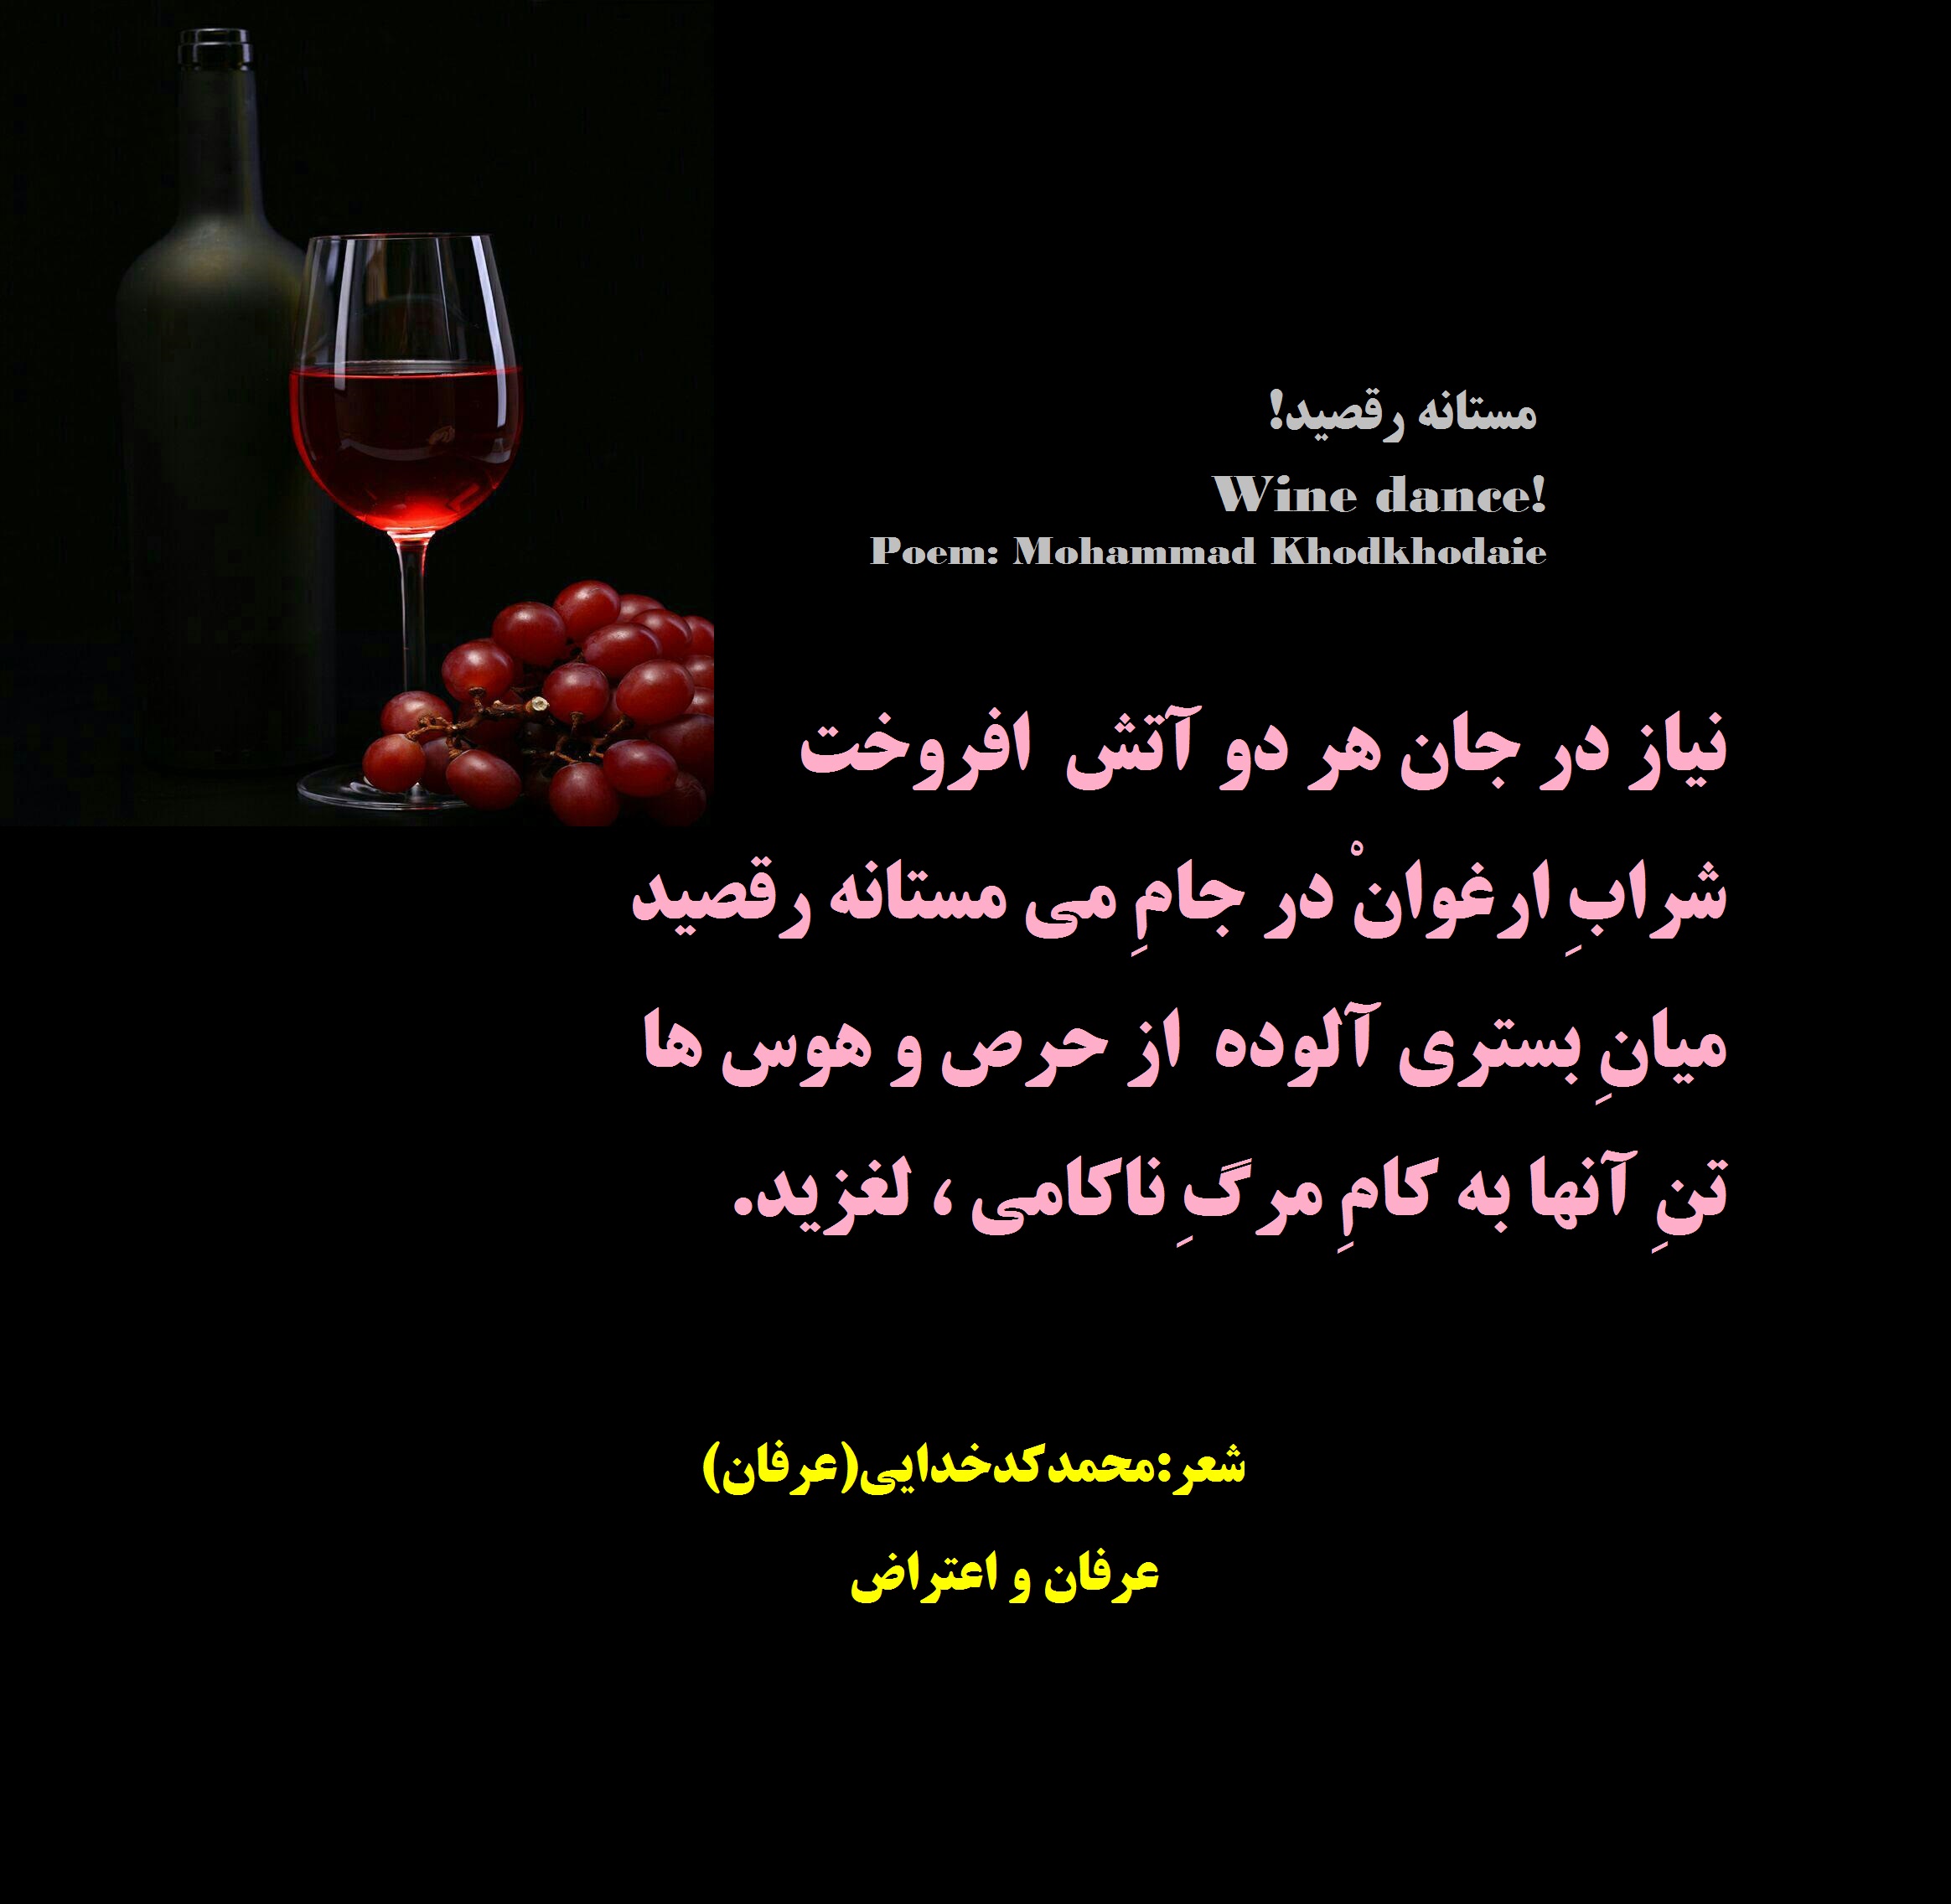 مستانه رقصید!
Wine dance!
Poem: Mohammad Khodkhodaie
نیاز در جان هر دو آتش افروخت
شرابِ ارغوانْ در جامِ می مستانه رقصید
میانِ بستری آلوده از حرص و هوس ها
تنِ آنها به کامِ مرگِ ناکامی ، لغزید.
شعر:محمدکدخدایی(عرفان)
عرفان و اعتراض